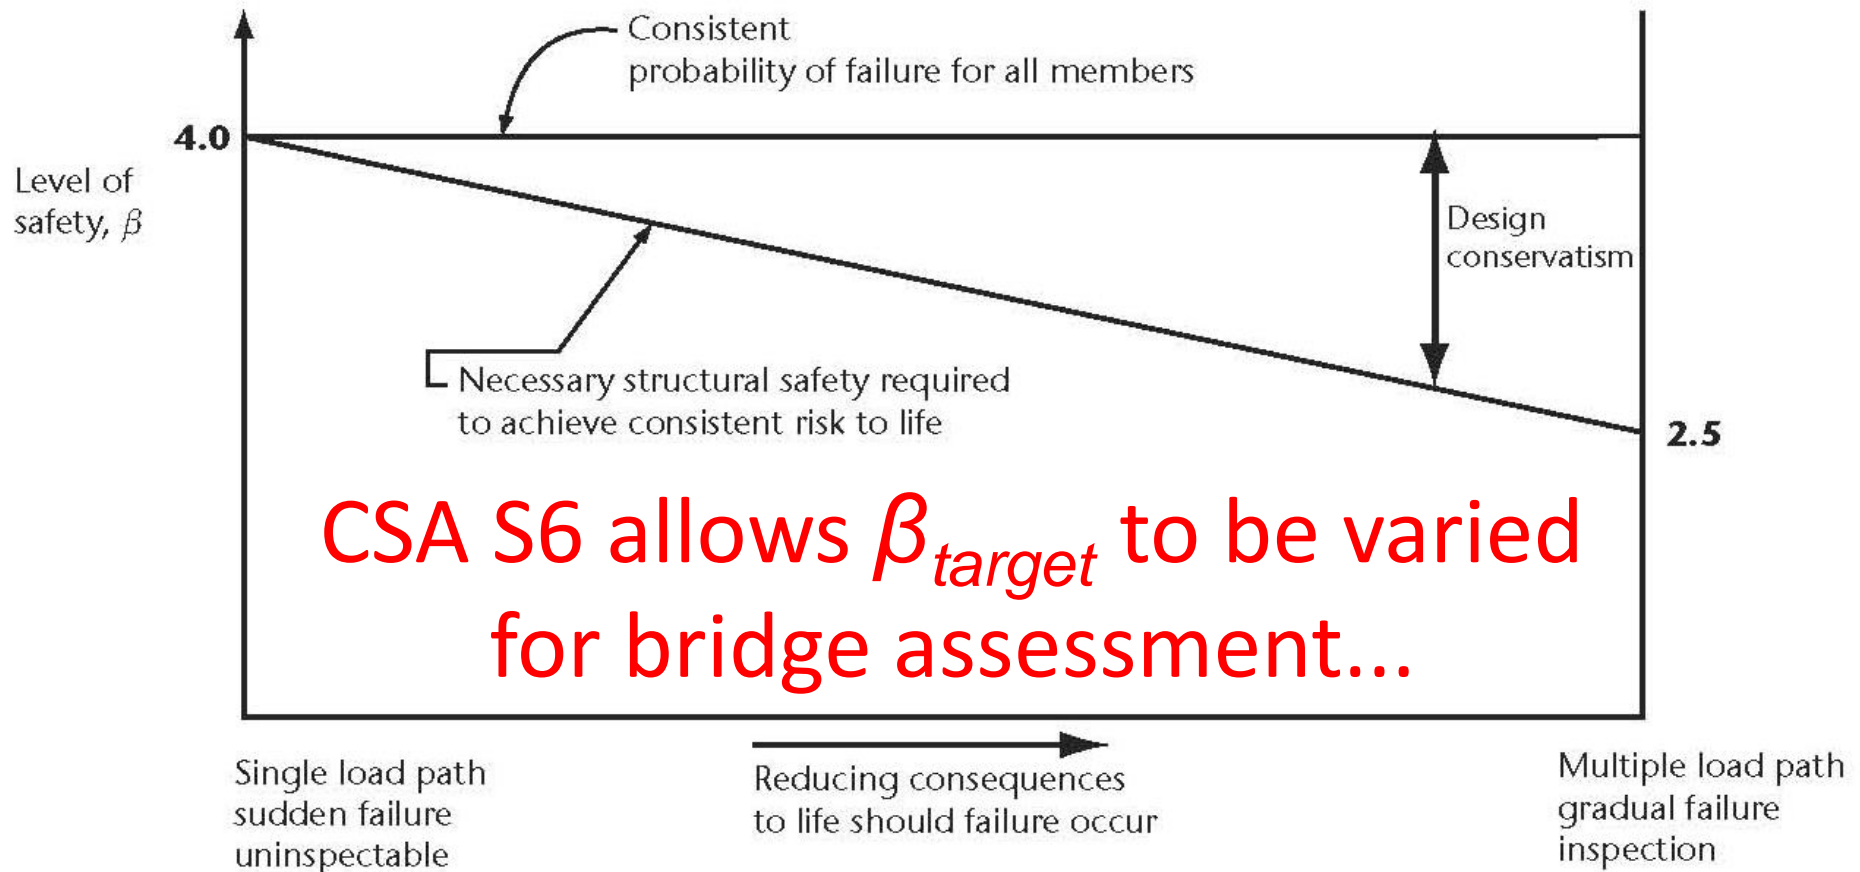 Consistent
probability of failure for all members
4.0
Level of
safety, β
Design
conservatism
Necessary structural safety required
to achieve consistent risk to life
2.5
CSA S6 allows βtarget to be varied
for bridge assessment...
Single load path
sudden failure
uninspectable
Reducing consequences
to life should failure occur
Multiple load path
gradual failure
inspection